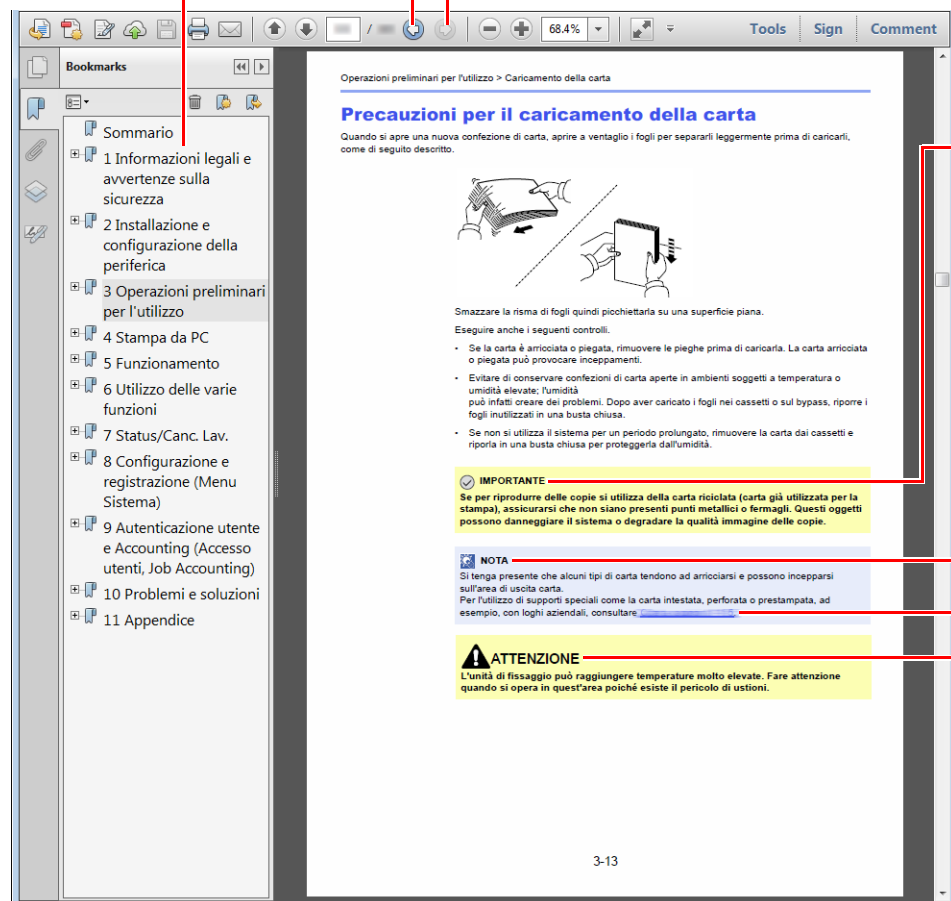 /
68.4%
Tools
Sign
Comment
Bookmarks
Sommario
1 Informazioni legali e
avvertenze sulla
sicurezza
2 Installazione e
configurazione della
periferica
3 Operazioni preliminari
per l'utilizzo
4 Stampa da PC
5 Funzionamento
6 Utilizzo delle varie
funzioni
7 Status/Canc. Lav.
8 Configurazione e
registrazione (Menu
Sistema)
9 Autenticazione utente
e Accounting (Accesso
utenti, Job Accounting)
10 Problemi e soluzioni
11 Appendice
Operazioni preliminari per l'utilizzo > Caricamento della carta
Precauzioni per il caricamento della carta
Quando si apre una nuova confezione di carta, aprire a ventaglio i fogli per separarli leggermente prima di caricarli,
come di seguito descritto.
Smazzare la risma di fogli quindi picchiettarla su una superficie piana.
Eseguire anche i seguenti controlli.
• Se la carta è arricciata o piegata, rimuovere le pieghe prima di caricarla. La carta arricciata
o piegata può provocare inceppamenti.
• Evitare di conservare confezioni di carta aperte in ambienti soggetti a temperatura o
umidità elevate; l'umidità
può infatti creare dei problemi. Dopo aver caricato i fogli nei cassetti o sul bypass, riporre i
fogli inutilizzati in una busta chiusa.
• Se non si utilizza il sistema per un periodo prolungato, rimuovere la carta dai cassetti e
riporla in una busta chiusa per proteggerla dall'umidità.
IMPORTANTE
Se per riprodurre delle copie si utilizza della carta riciclata (carta già utilizzata per la
stampa), assicurarsi che non siano presenti punti metallici o fermagli. Questi oggetti
possono danneggiare il sistema o degradare la qualità immagine delle copie.
NOTA
Si tenga presente che alcuni tipi di carta tendono ad arricciarsi e possono incepparsi
sull'area di uscita carta.
Per l'utilizzo di supporti speciali come la carta intestata, perforata o prestampata, ad
esempio, con loghi aziendali, consultare
ATTENZIONE
L'unità di fissaggio può raggiungere temperature molto elevate. Fare attenzione
quando si opera in quest'area poiché esiste il pericolo di ustioni.
3-13